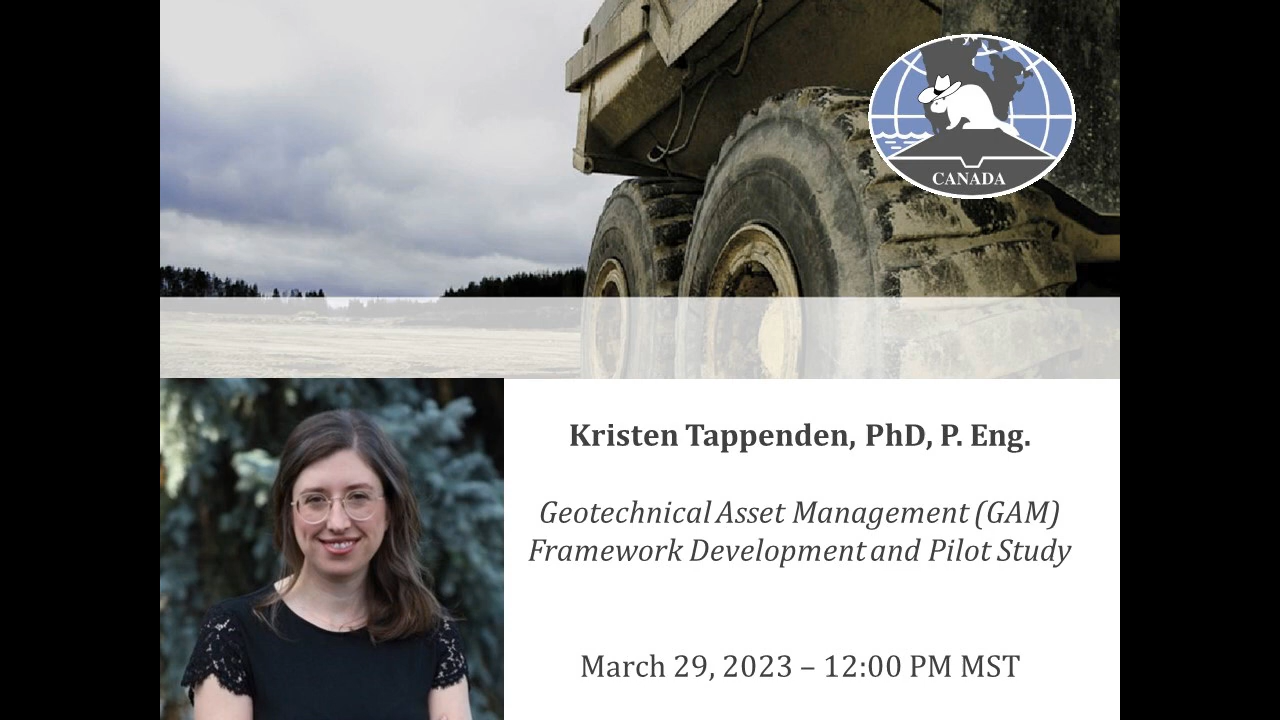 CANADA
Kristen Tappenden, PhD, P. Eng.
Geotechnical Asset Management (GAM)
Framework Development and Pilot Study
March 29, 2023 – 12:00 PM MST